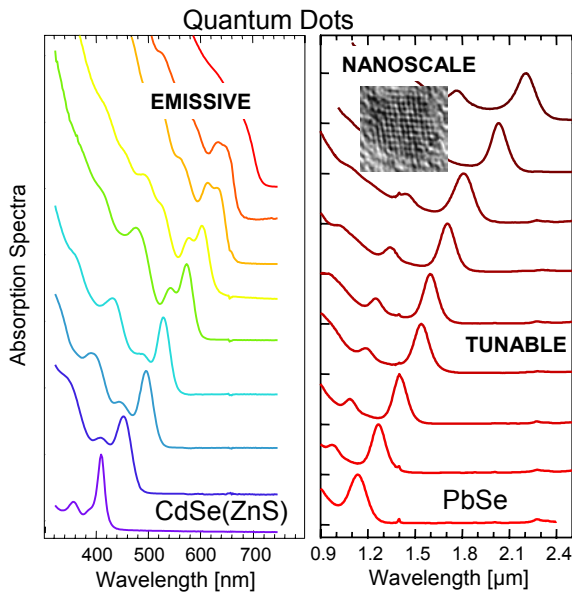 Quantum Dots
EMISSIVE
NANOSCALE
TUNABLE
CdSe(ZnS)
PbSe
Absorption Spectra
400 500 600 700
Wavelength [nm]
0.9 1.2 1.5 1.8 2.1 2.4
Wavelength [µm]